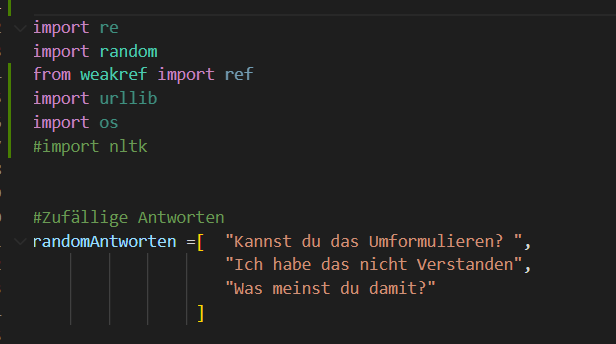 import re
import random
from weakref import ref
import urllib
import os
#import nltk
#Zufällige Antworten
randomAntworten =[  "Kannst du das Umformulieren? ",
"Ich habe das nicht Verstanden",
"Was meinst du damit?"
]